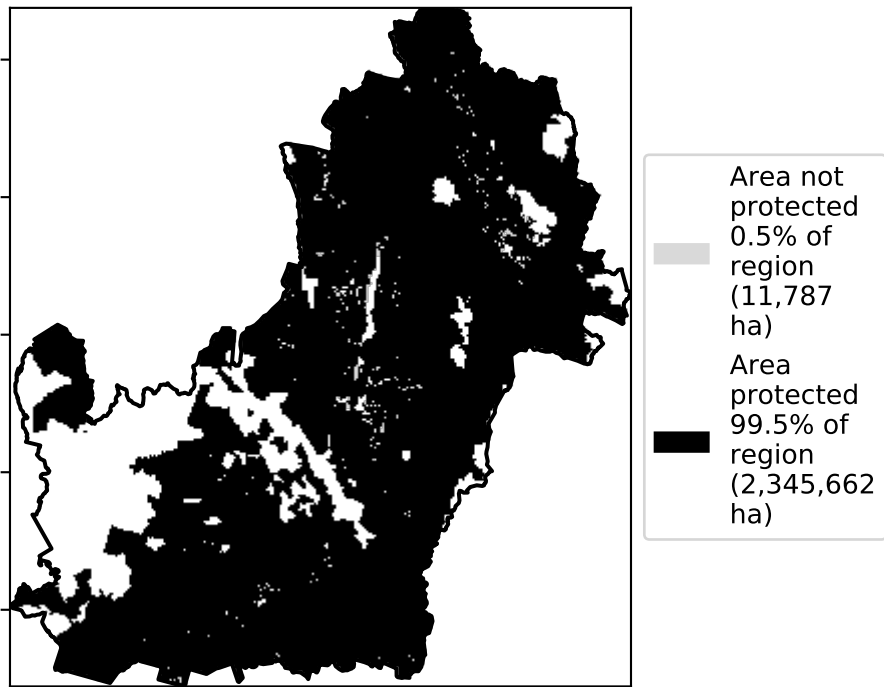 Area not
protected
0.5% of
region
(11,787
ha)
Area
protected
99.5% of
region
(2,345,662
ha)